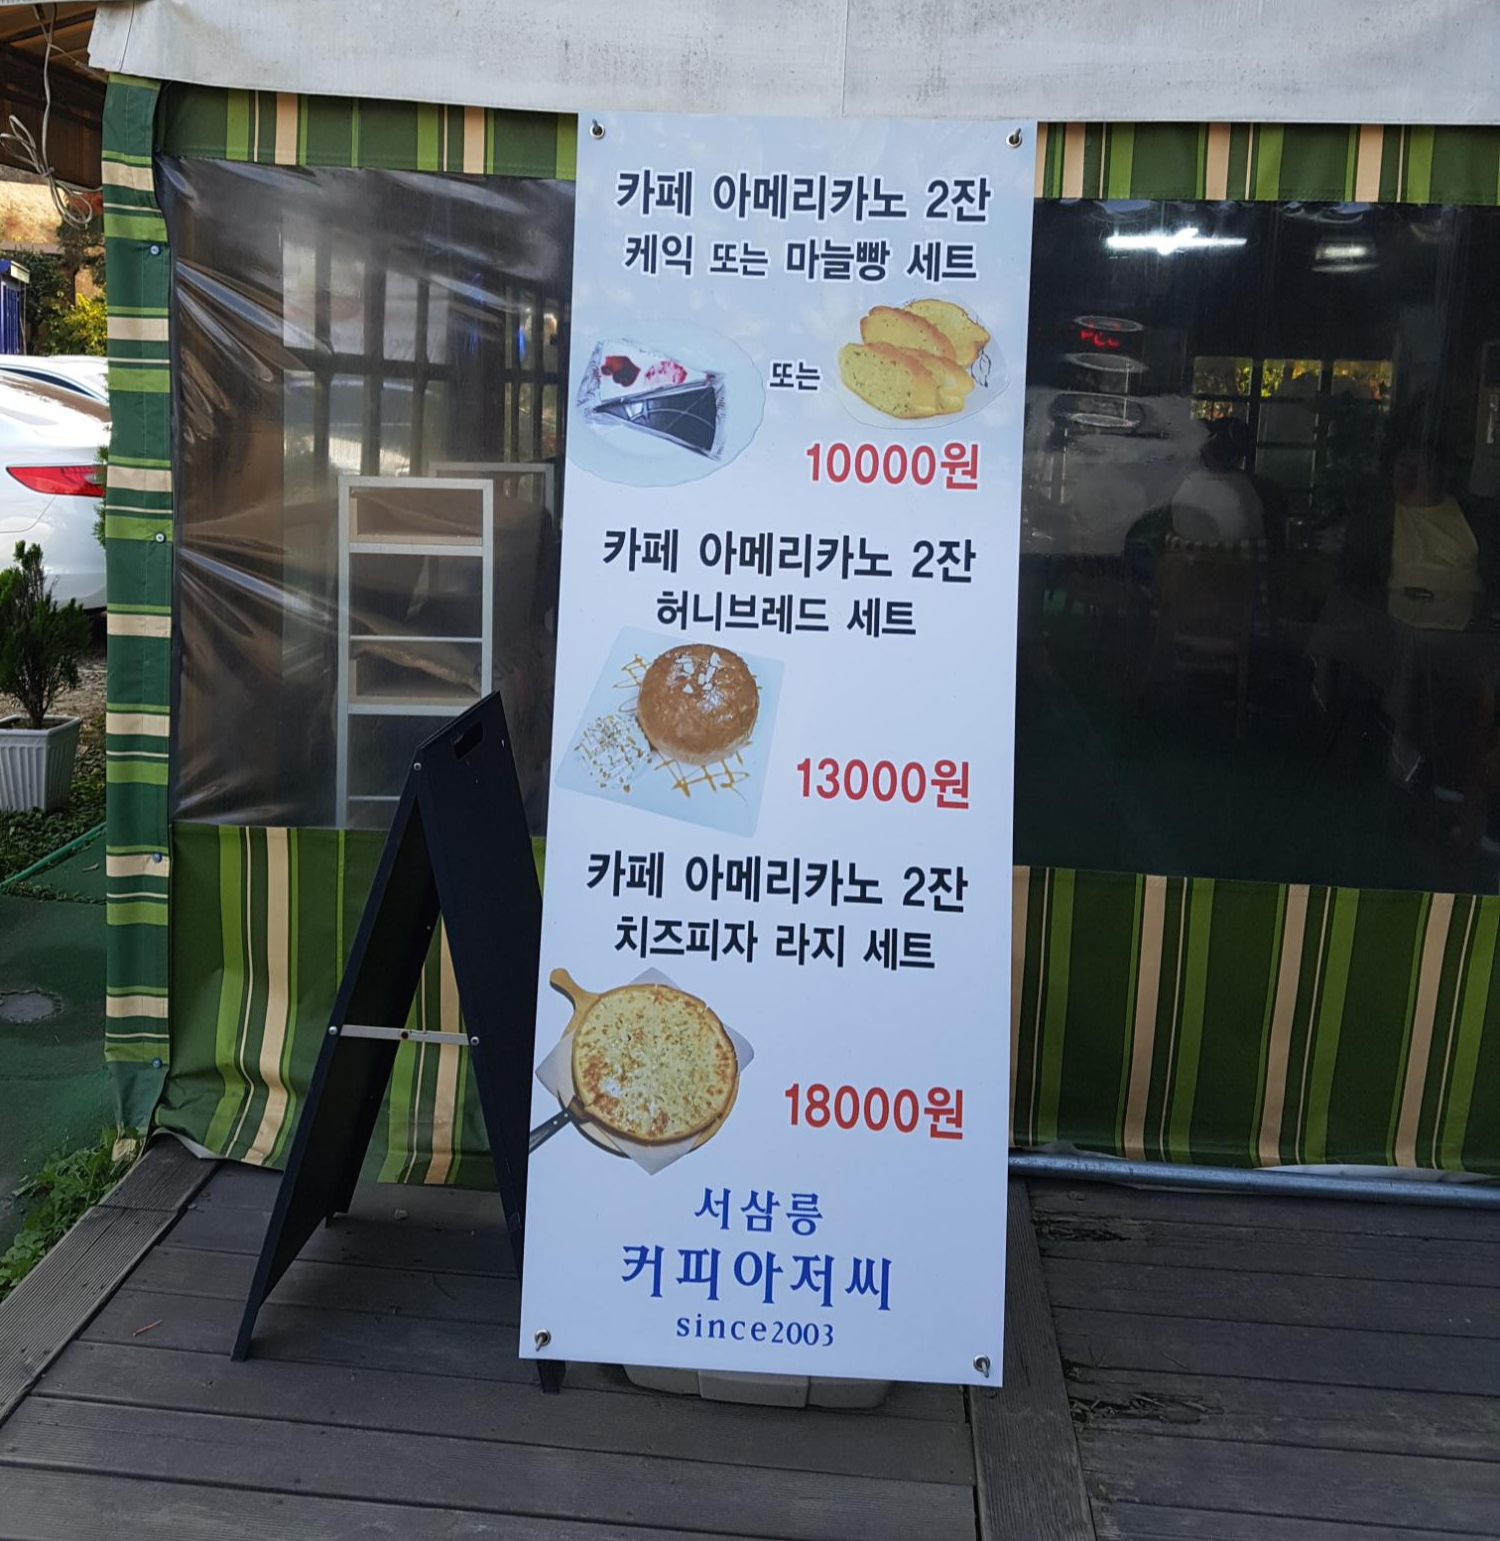 카페 아메리카노 2잔
케익 또는 마늘빵 세트
또는
10000원
카페 아메리카노 2잔
허니브레드 세트
13000원
카페 아메리카노 2잔
치즈피자 라지 세트
18000원
서삼릉
커피아저씨
since2003